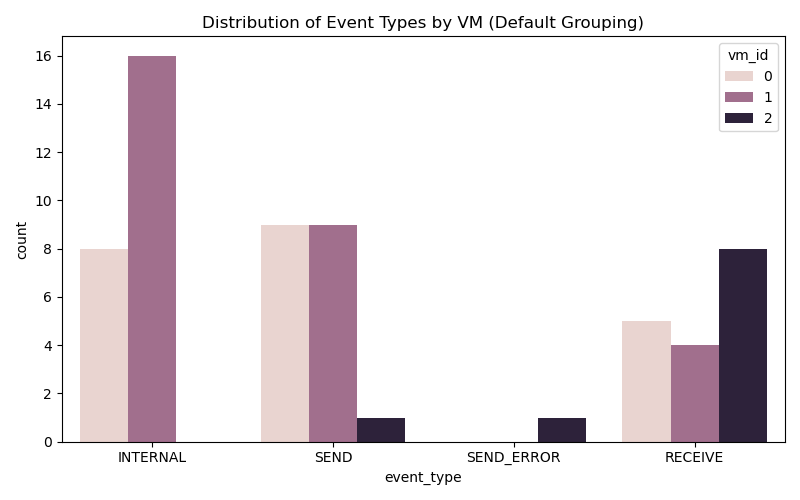 Distribution of Event Types by VM (Default Grouping)
vm_id
0
1
2
16
14
12
10
8
6
4
2
0
count
INTERNAL SEND SEND_ERROR RECEIVE
event_type